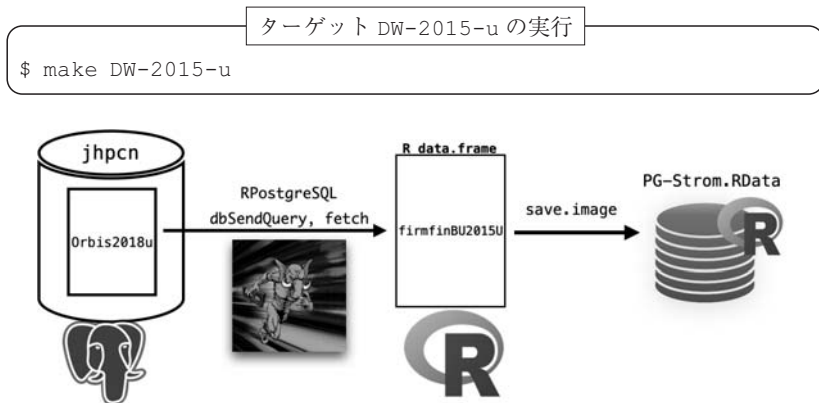 ターゲット DW-2015-u の実行
$ make DW-2015-u
jhpcn
Orbis2018u
RPostgreSQL
dbSendQuery, fetch
R data.frame
firmfinBU2015U
save.image
PG-Strom.RData
R
R